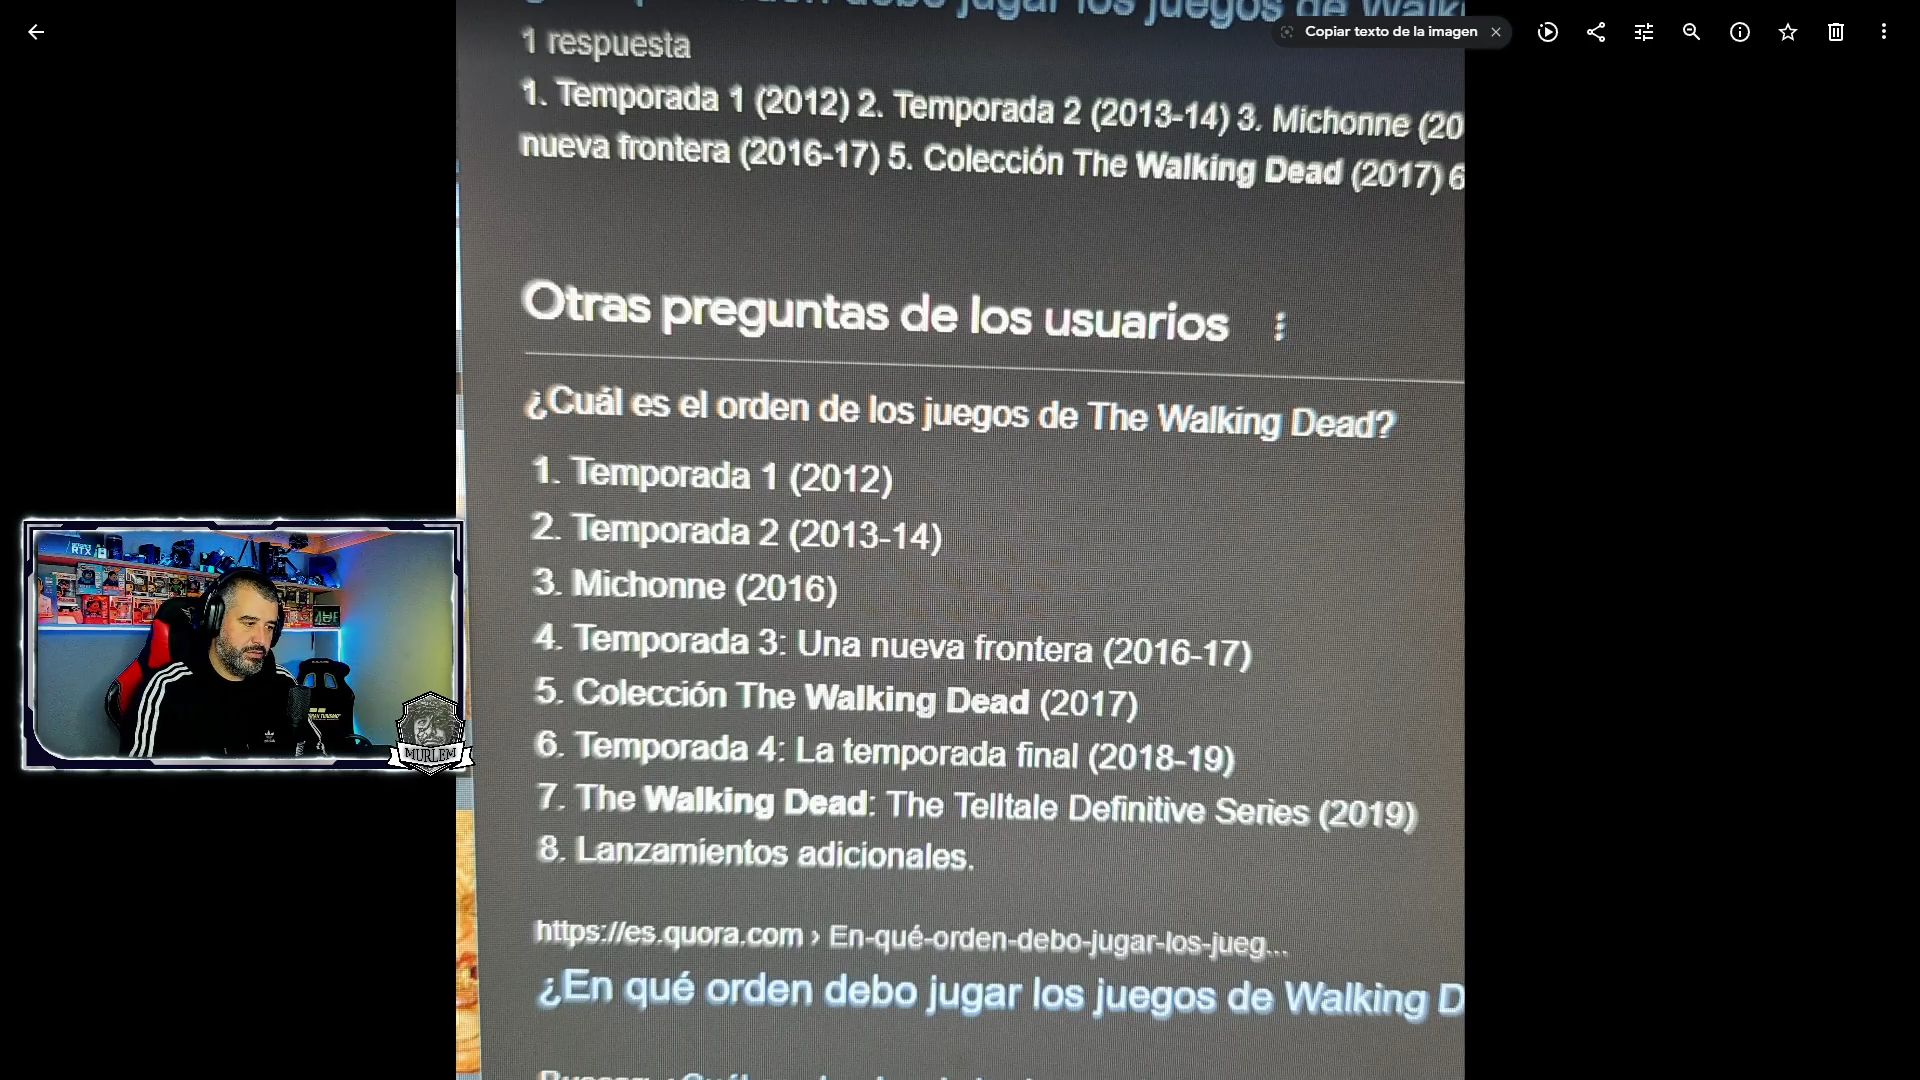 Copiar texto de la imagen
1 respuesta
1. Temporada 1 (2012) 2. Temporada 2 (2013-14) 3. Michonne (20
nueva frontera (2016-17) 5. Colección The Walking Dead (2017) 6
Otras preguntas de los usuarios
¿Cuál es el orden de los juegos de The Walking Dead?
1. Temporada 1 (2012)
2. Temporada 2 (2013-14)
3. Michonne (2016)
4. Temporada 3: Una nueva frontera (2016-17)
5. Colección The Walking Dead (2017)
6. Temporada 4: La temporada final (2018-19)
7. The Walking Dead: The Telltale Definitive Series (2019)
8. Lanzamientos adicionales.
https://es.quora.com › En-qué-orden-debo-jugar-los-jueg...
¿En qué orden debo jugar los juegos de Walking D
RTX
MURLEM